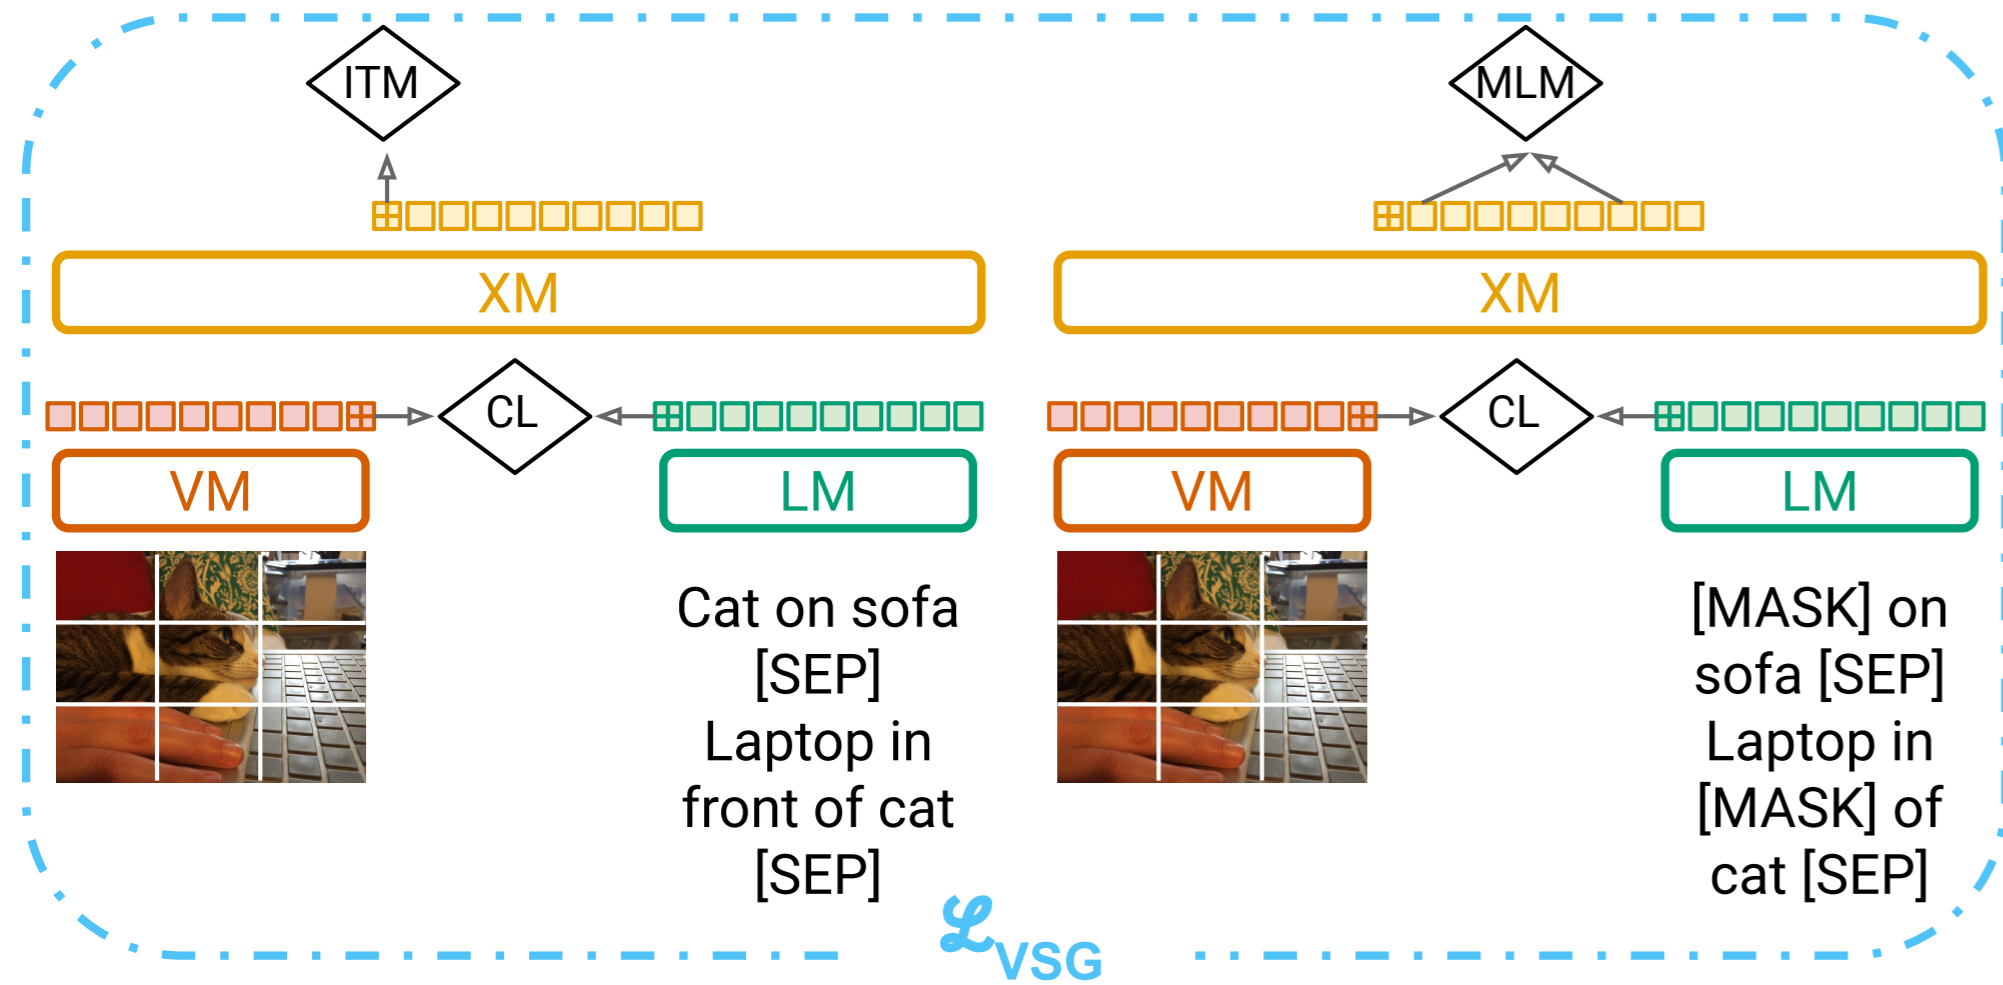 ITM
MLM
XM
XM
CL
CL
VM
LM
VM
LM
Cat on sofa
[SEP]
Laptop in
front of cat
[SEP]
[MASK] on
sofa [SEP]
Laptop in
[MASK] of
cat [SEP]
ℒVSG